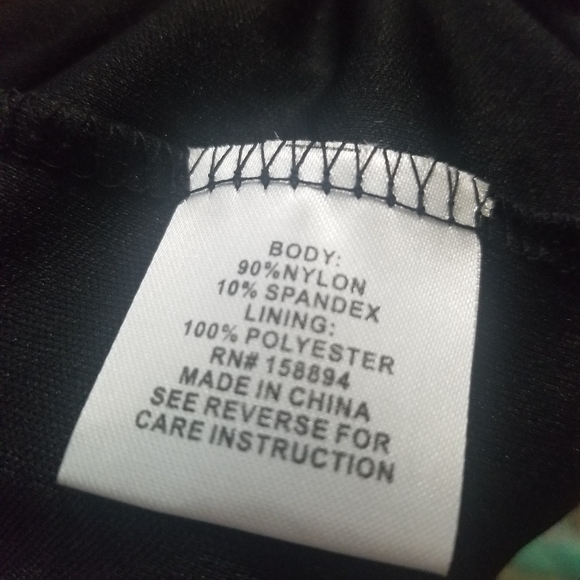 BODY:
90%NYLON
10% SPANDEX
LINING:
100% POLYESTER
RN# 158894
MADE IN CHINA
SEE REVERSE FOR
CARE INSTRUCTION